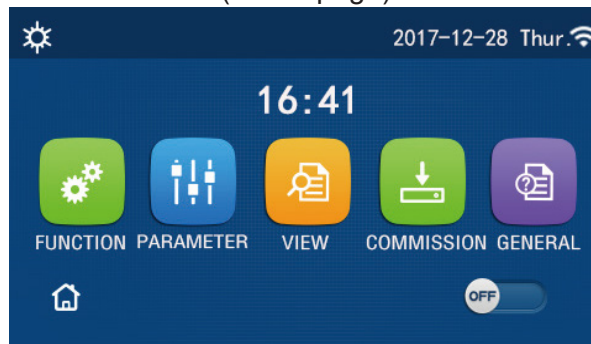 2017-12-28 Thur.
16:41
FUNCTION PARAMETER VIEW COMMISSION GENERAL
OFF